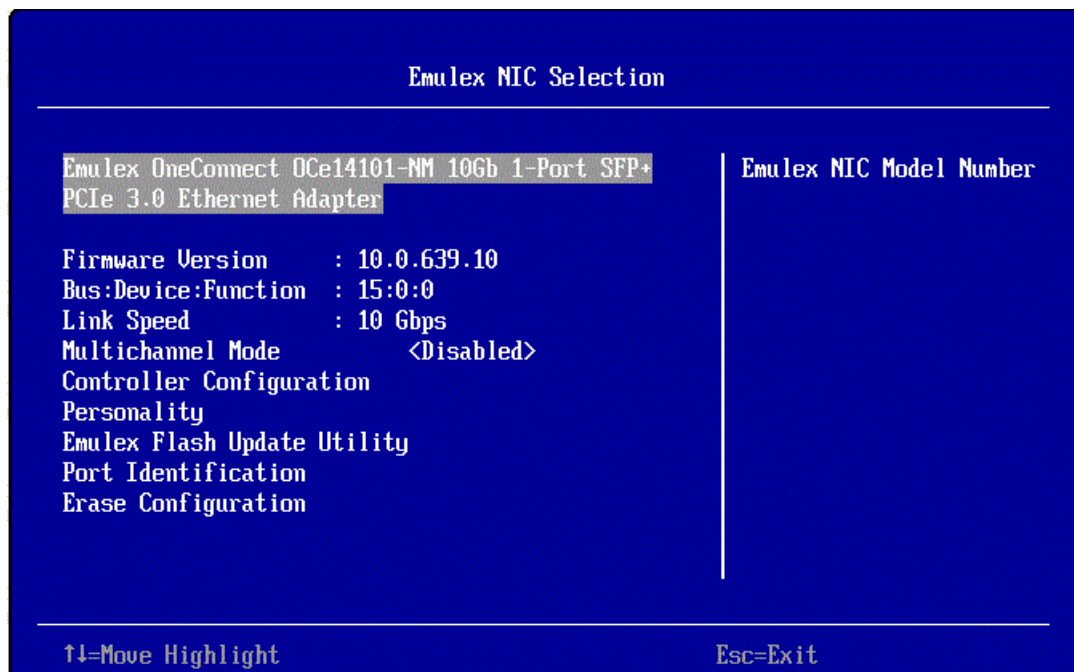 Emulex NIC Selection
Emulex OneConnect OCe14101-NM 10Gb 1-Port SFP+
PCIe 3.0 Ethernet Adapter
Emulex NIC Model Number
Firmware Version : 10.0.639.10
Bus:Device:Function : 15:0:0
Link Speed : 10 Gbps
Multichannel Mode <Disabled>
Controller Configuration
Personality
Emulex Flash Update Utility
Port Identification
Erase Configuration
↑↓=Move Highlight
Esc=Exit